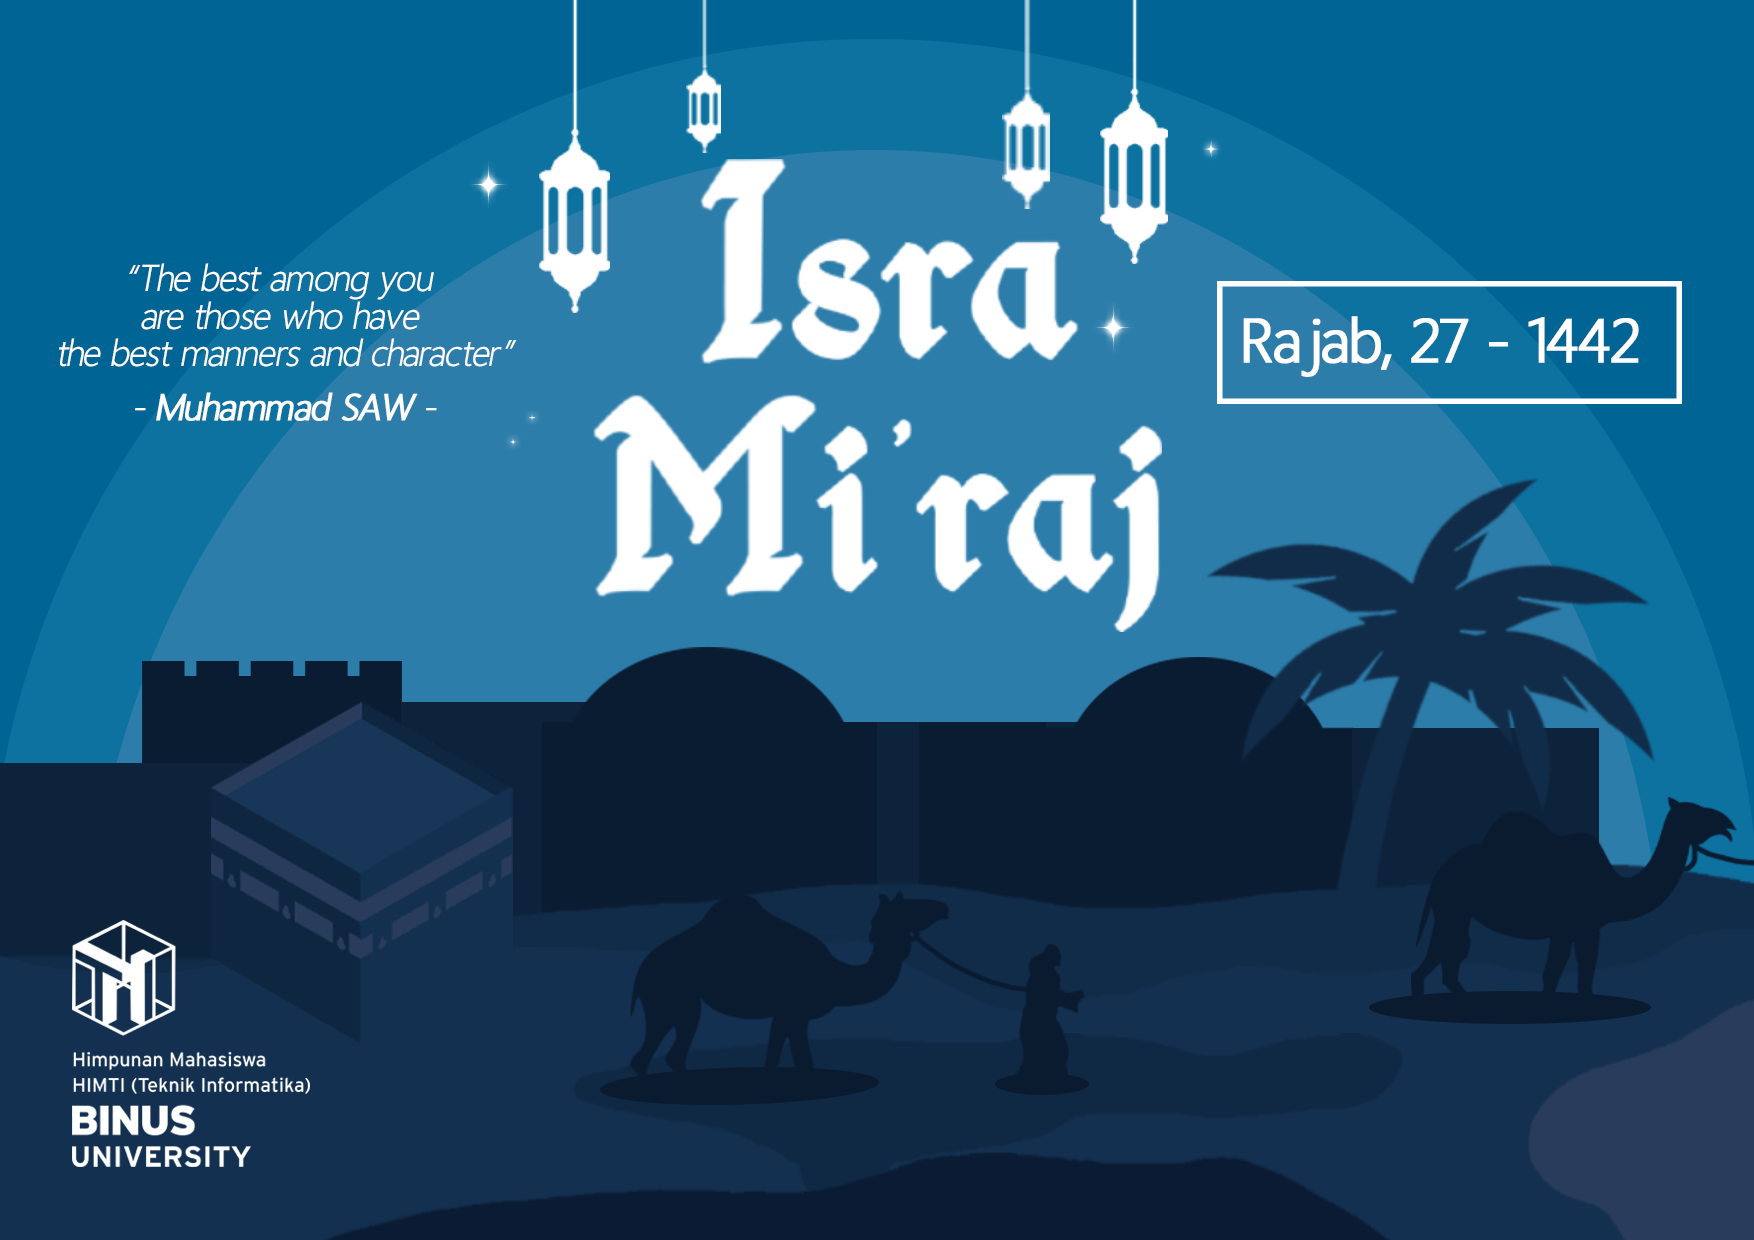 Isra
Mi'raj
"The best among you
are those who have
the best manners and character"
- Muhammad SAW -
Rajab, 27 - 1442
Himpunan Mahasiswa
HIMTI (Teknik Informatika)
BINUS
UNIVERSITY